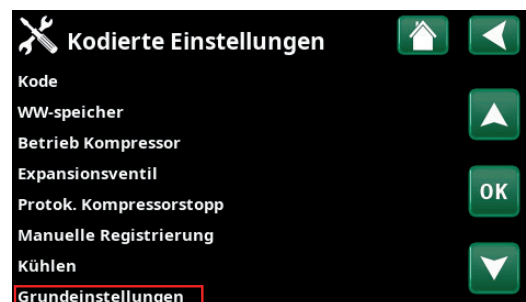 Kodierte Einstellungen
Kode
WW-speicher
Betrieb Kompressor
Expansionsventil
Protok. Kompressorstopp
OK
Manuelle Registrierung
Kühlen
Grundeinstellungen